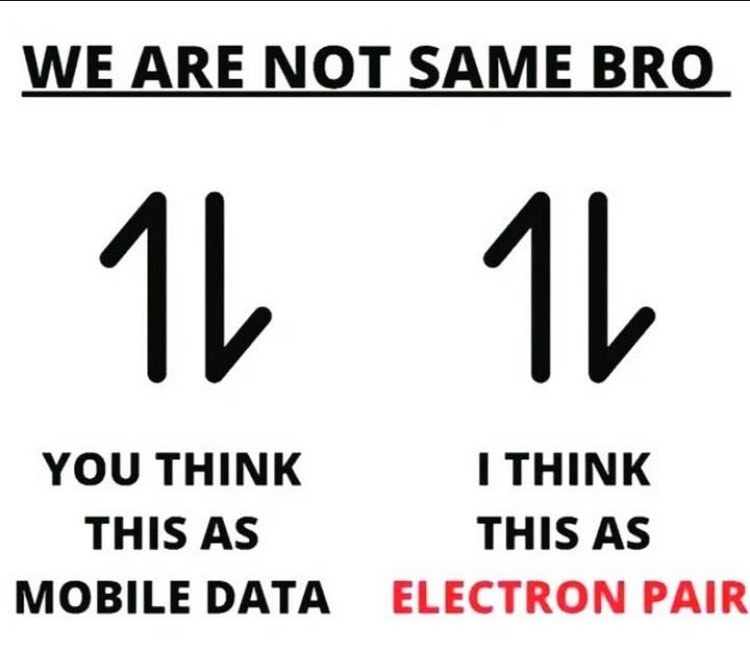 WE ARE NOT SAME BRO
YOU THINK
THIS AS
MOBILE DATA
I THINK
THIS AS
ELECTRON PAIR